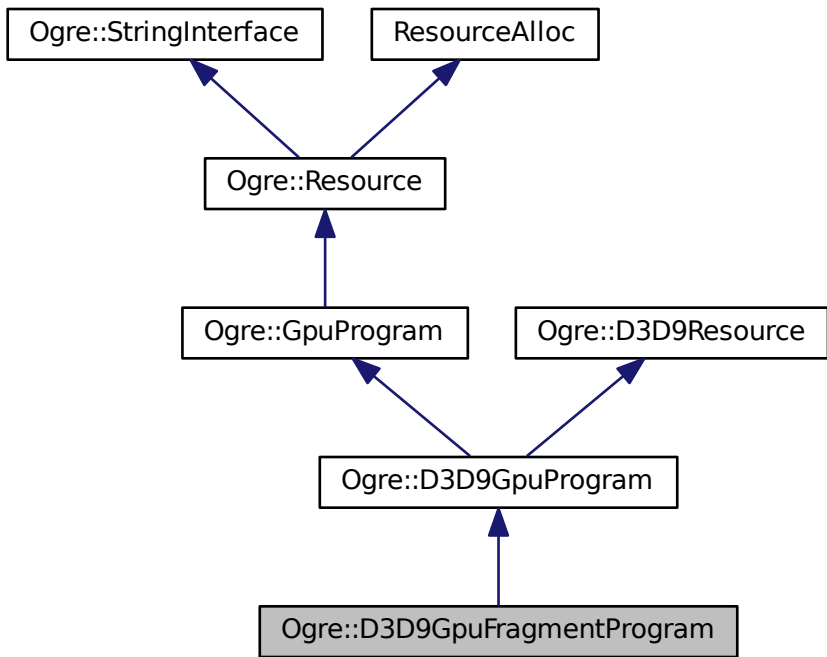 Ogre::StringInterface
ResourceAlloc
Ogre::Resource
Ogre::GpuProgram
Ogre::D3D9Resource
Ogre::D3D9GpuProgram
Ogre::D3D9GpuFragmentProgram